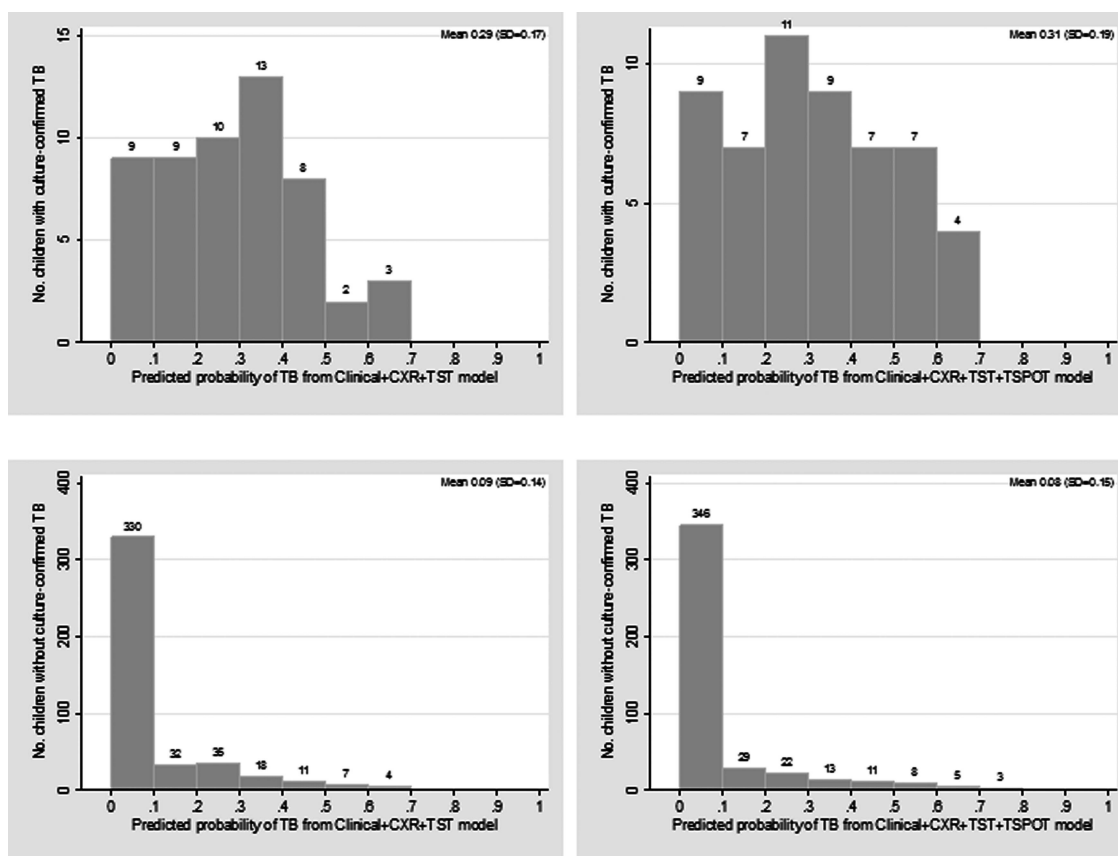 Mean 0.29 (SD=0.17)
No. children with culture-confirmed TB
15
10
5
0
9
9
10
13
8
2
3
0 .1 .2 .3 .4 .5 .6 .7 .8 .9 1
Predicted probability of TB from Clinical+CXR+TST model
Mean 0.31 (SD=0.19)
No. children with culture-confirmed TB
10
5
0
9
7
11
9
7
7
4
0 .1 .2 .3 .4 .5 .6 .7 .8 .9 1
Predicted probability of TB from Clinical+CXR+TST+TSPOT model
Mean 0.09 (SD=0.14)
No. children without culture-confirmed TB
400
300
200
100
0
330
32
35
18
11
7
4
0 .1 .2 .3 .4 .5 .6 .7 .8 .9 1
Predicted probability of TB from Clinical+CXR+TST model
Mean 0.08 (SD=0.15)
No. children without culture-confirmed TB
400
300
200
100
0
346
29
22
13
11
8
5
3
0 .1 .2 .3 .4 .5 .6 .7 .8 .9 1
Predicted probability of TB from Clinical+CXR+TST+TSPOT model